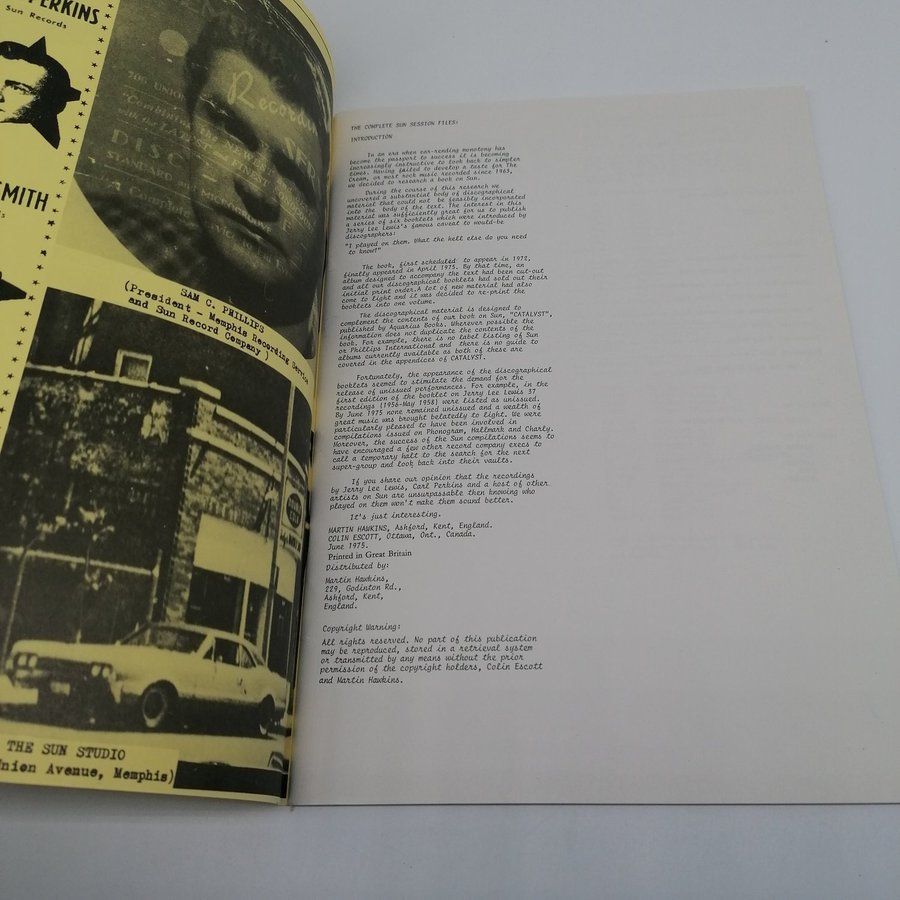 PERKINS
Sun Records
SMITH
Records
SAM C. PHILLIPS
(President - Memphis Recording Service
and Sun Record Company )
THE SUN STUDIO
Union Avenue, Memphis)
THE COMPLETE SUN SESSION FILES:
INTRODUCTION
In an era when ear-rending monotony has
become the passport to success it is becoming
increasingly instructive to look back to simpler
times. Having failed to develop a taste for The
Cream, or most rock music recorded since 1963,
we decided to research a book on Sun.
During the course of this research we
uncovered a substantial body of discographical
material that could not be feasibly incorporated
into the body of the text. The interest in this
material was sufficiently great for us to publish
a series of six booklets which were introduced by
Jerry Lee Lewis's famous caveat to would-be
discographers:
"I played on them. What the hell else do you need
to know?"
The book, first scheduled to appear in 1972,
finally appeared in April 1975. By that time, an
album designed to accompany the text had been cut-out
and all our discographical booklets had sold out their
initial print order. A lot of new material had also
come to light and it was decided to re-print the
booklets into one volume.
The discographical material is designed to
complement the contents of our book on Sun, "CATALYST",
published by Aquarius Books. Wherever possible the
information does not duplicate the contents of the
book. For example, there is no label listing of Sun
or Phillips International and there is no guide to
albums currently available as both of these are
covered in the appendices of CATALYST.
Fortunately, the appearance of the discographical
booklets seemed to stimulate the demand for the
release of unissued performances. For example, in the
first edition of the booklet on Jerry Lee Lewis 37
recordings (1956-May 1958) were listed as unissued.
By June 1975 none remained unissued and a wealth of
great music was brought belatedly to light. We were
particularly pleased to have been involved in
compilations issued on Phonogram, Hallmark and Charly.
Moreover, the success of the Sun compilations seems to
have encouraged a few other record company execs to
call a temporary halt to the search for the next
super-group and look back into their vaults.
If you share our opinion that the recordings
by Jerry Lee Lewis, Carl Perkins and a host of other
artists on Sun are unsurpassable then knowing who
played on them won't make them sound better.
It's just interesting.
MARTIN HAWKINS, Ashford, Kent, England.
COLIN ESCOTT, Ottawa, Ont., Canada.
June 1975.
Printed in Great Britain
Distributed by:
Martin Hawkins,
229, Godinton Rd.,
Ashford, Kent,
England.
Copyright Warning:
All rights reserved. No part of this publication
may be reproduced, stored in a retrieval system
or transmitted by any means without the prior
permission of the copyright holders, Colin Escott
and Martin Hawkins.